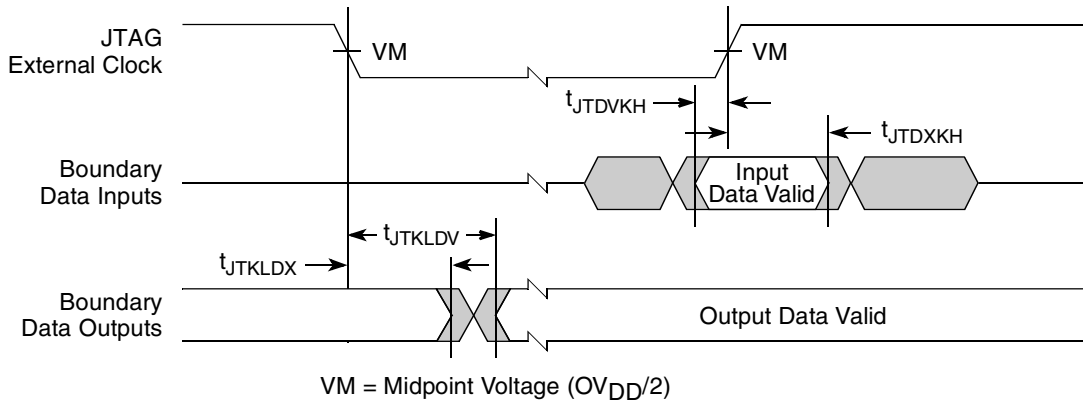 JTAG
External Clock
VM
VM
tJTDVKH
tJTDXKH
Boundary
Data Inputs
Input
Data Valid
tJTKLDV
tJTKLDX
Boundary
Data Outputs
Output Data Valid
VM = Midpoint Voltage (OVDD/2)